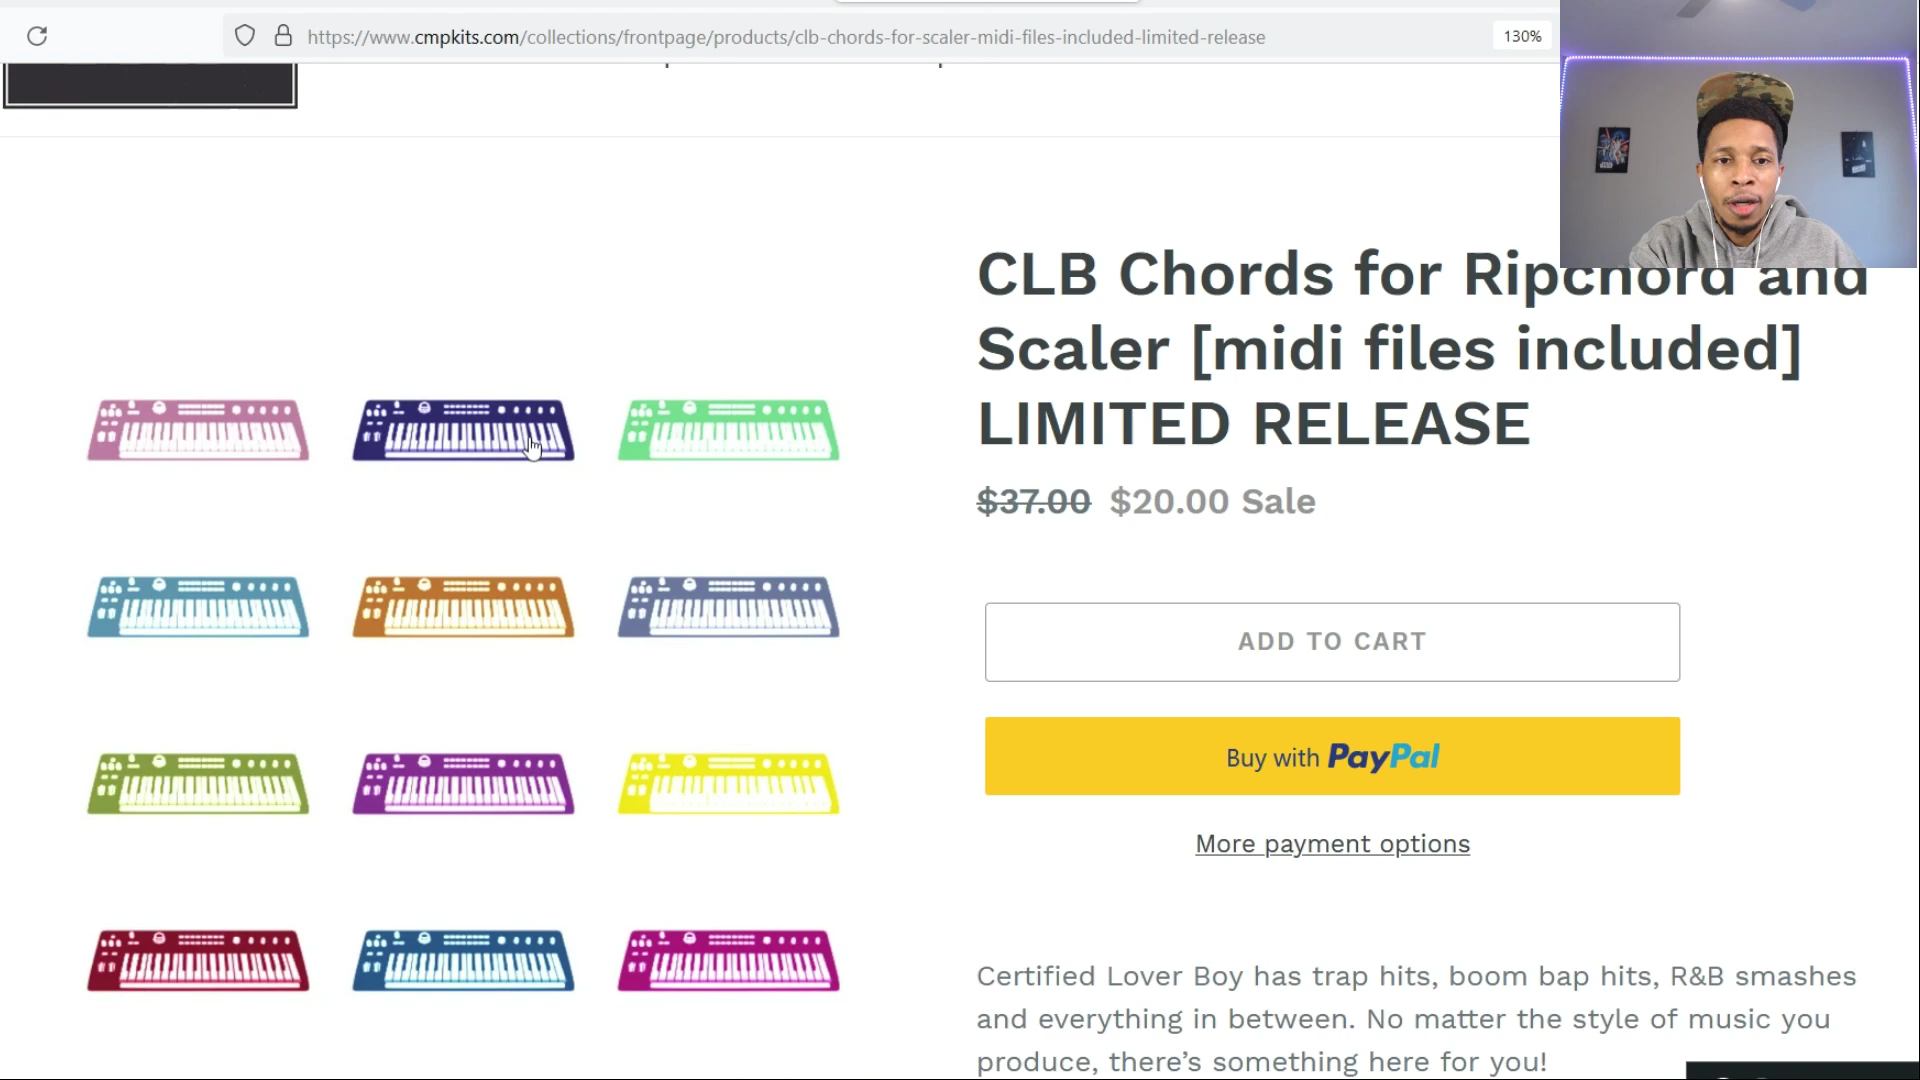 https://www.cmpkits.com/collections/frontpage/products/clb-chords-for-scaler-midi-files-included-limited-release
130%
CLB Chords for Ripchord and
Scaler [midi files included]
LIMITED RELEASE
$37.00 $20.00 Sale
ADD TO CART
Buy with PayPal
More payment options
Certified Lover Boy has trap hits, boom bap hits, R&B smashes
and everything in between. No matter the style of music you
produce, there’s something here for you!